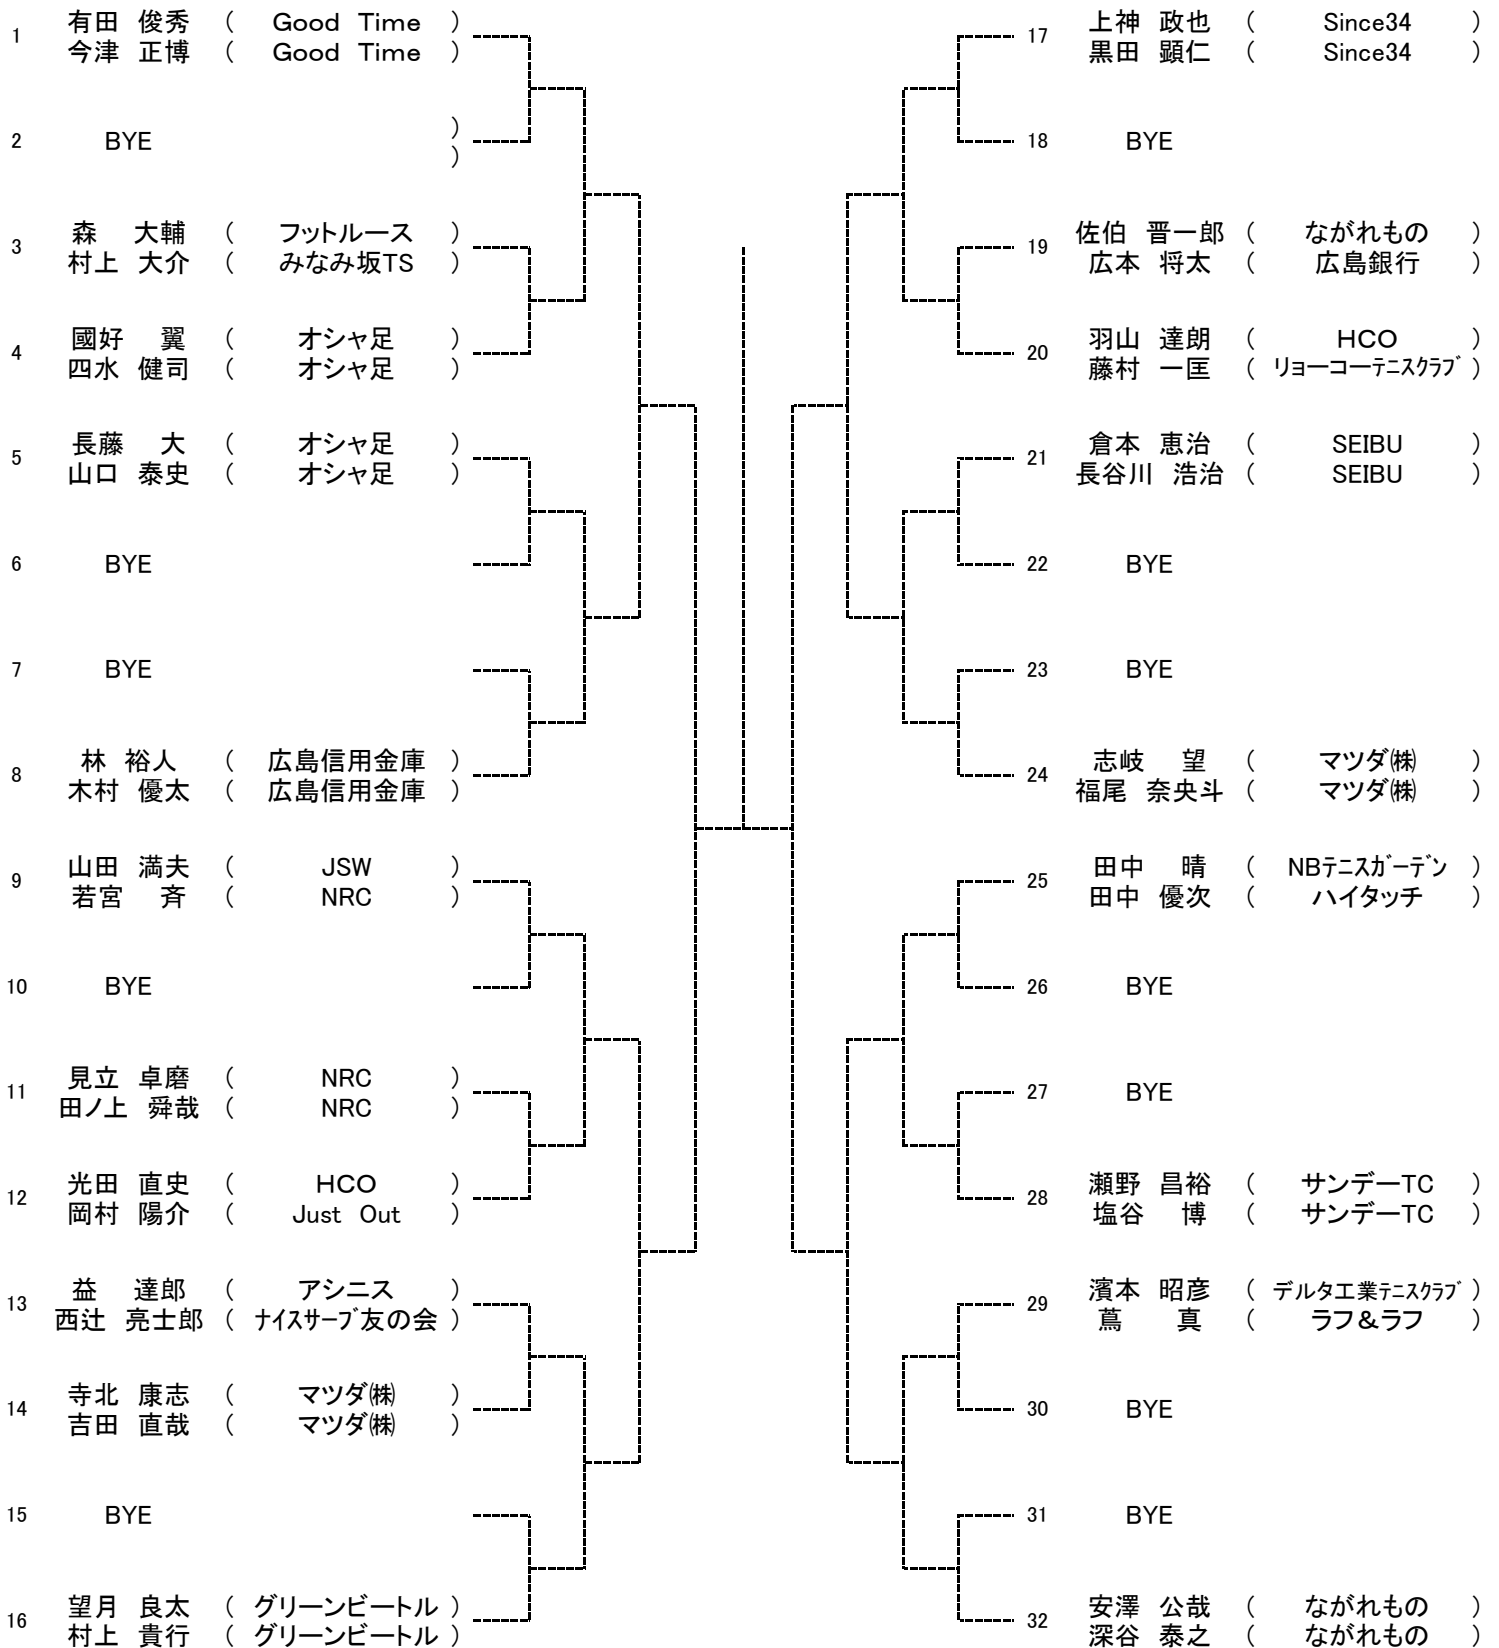 1 有田 俊秀 ( Good Time )
今津 正博 ( Good Time )
2 BYE )
)
3 森 大輔 ( フットルース )
村上 大介 ( みなみ坂TS )
4 國好 翼 ( オシャ足 )
四水 健司 ( オシャ足 )
5 長藤 大 ( オシャ足 )
山口 泰史 ( オシャ足 )
6 BYE
7 BYE
8 林 裕人 ( 広島信用金庫 )
木村 優太 ( 広島信用金庫 )
9 山田 満夫 ( JSW )
若宮 斉 ( NRC )
10 BYE
11 見立 卓磨 ( NRC )
田ノ上 舜哉 ( NRC )
12 光田 直史 ( HCO )
岡村 陽介 ( Just Out )
13 益 達郎 ( アシニス )
西辻 亮士郎 ( ﾅｲｽｻｰﾌﾞ友の会 )
14 寺北 康志 ( マツダ㈱ )
吉田 直哉 ( マツダ㈱ )
15 BYE
16 望月 良太 ( グリーンビートル )
村上 貴行 ( グリーンビートル )
17 上神 政也 ( Since34 )
黒田 顕仁 ( Since34 )
18 BYE
19 佐伯 晋一郎 ( ながれもの )
広本 将太 ( 広島銀行 )
20 羽山 達朗 ( HCO )
藤村 一匡 ( リョーコーﾃﾆｽｸﾗﾌﾞ )
21 倉本 恵治 ( SEIBU )
長谷川 浩治 ( SEIBU )
22 BYE
23 BYE
24 志岐 望 ( マツダ㈱ )
福尾 奈央斗 ( マツダ㈱ )
25 田中 晴 ( NBﾃﾆｽｶﾞｰﾃﾞﾝ )
田中 優次 ( ハイタッチ )
26 BYE
27 BYE
28 瀬野 昌裕 ( サンデーTC )
塩谷 博 ( サンデーTC )
29 濱本 昭彦 ( デルタ工業ﾃﾆｽｸﾗﾌﾞ )
蔦 真 ( ラフ＆ラフ )
30 BYE
31 BYE
32 安澤 公哉 ( ながれもの )
深谷 泰之 ( ながれもの )